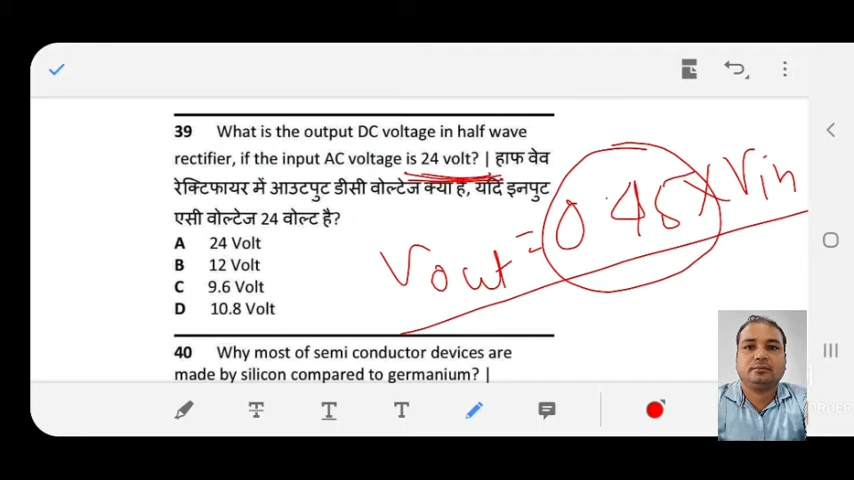 39 What is the output DC voltage in half wave
rectifier, if the input AC voltage is 24 volt? | हाफ वेव
रेक्टिफायर में आउटपुट डीसी वोल्टेज क्या है, यदि इनपुट
एसी वोल्टेज 24 वोल्ट है?
A 24 Volt
B 12 Volt
C 9.6 Volt
D 10.8 Volt
Vout = 0.45 X Vin
40 Why most of semi conductor devices are
made by silicon compared to germanium? |